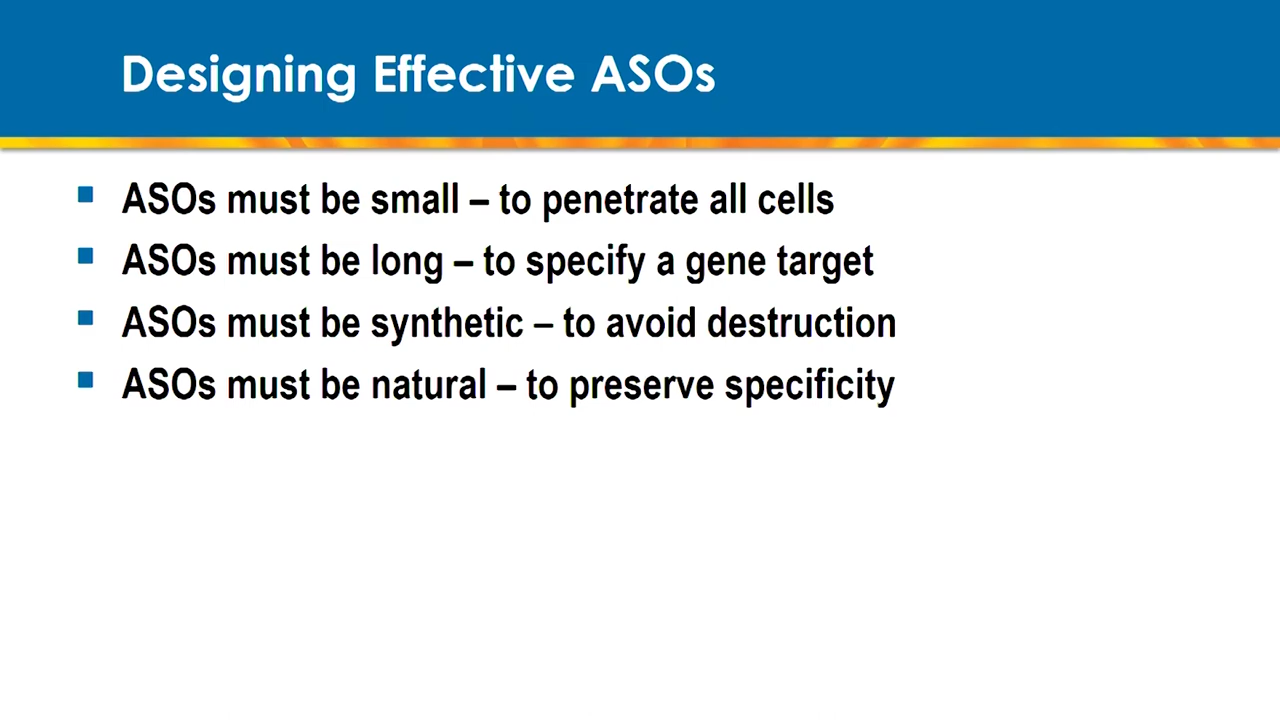 Designing Effective ASOs
ASOs must be small – to penetrate all cells
ASOs must be long – to specify a gene target
ASOs must be synthetic – to avoid destruction
ASOs must be natural – to preserve specificity